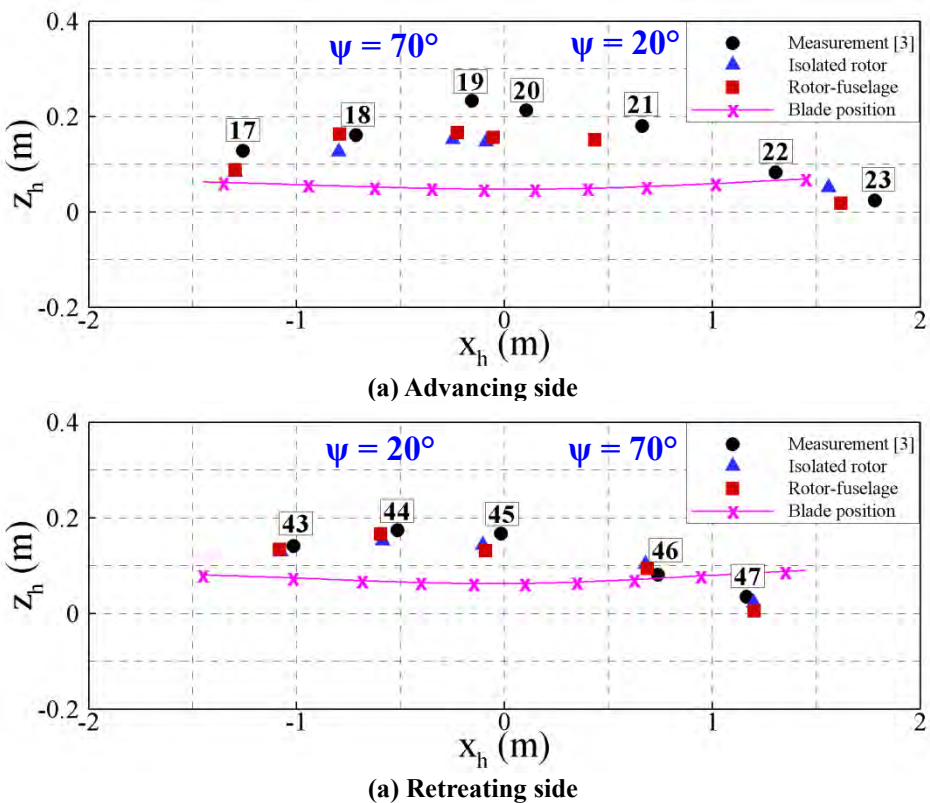 0.4
ψ = 70°
ψ = 20°
Measurement [3]
Isolated rotor
Rotor-fuselage
Blade position
19
20
0.2
17
18
21
22
23
z_h (m)
0
-0.2
-2
-1
0
1
2
x_h (m)
(a) Advancing side
0.4
ψ = 20°
ψ = 70°
Measurement [3]
Isolated rotor
Rotor-fuselage
Blade position
0.2
43
44
45
46
47
z_h (m)
0
-0.2
-2
-1
0
1
2
x_h (m)
(a) Retreating side